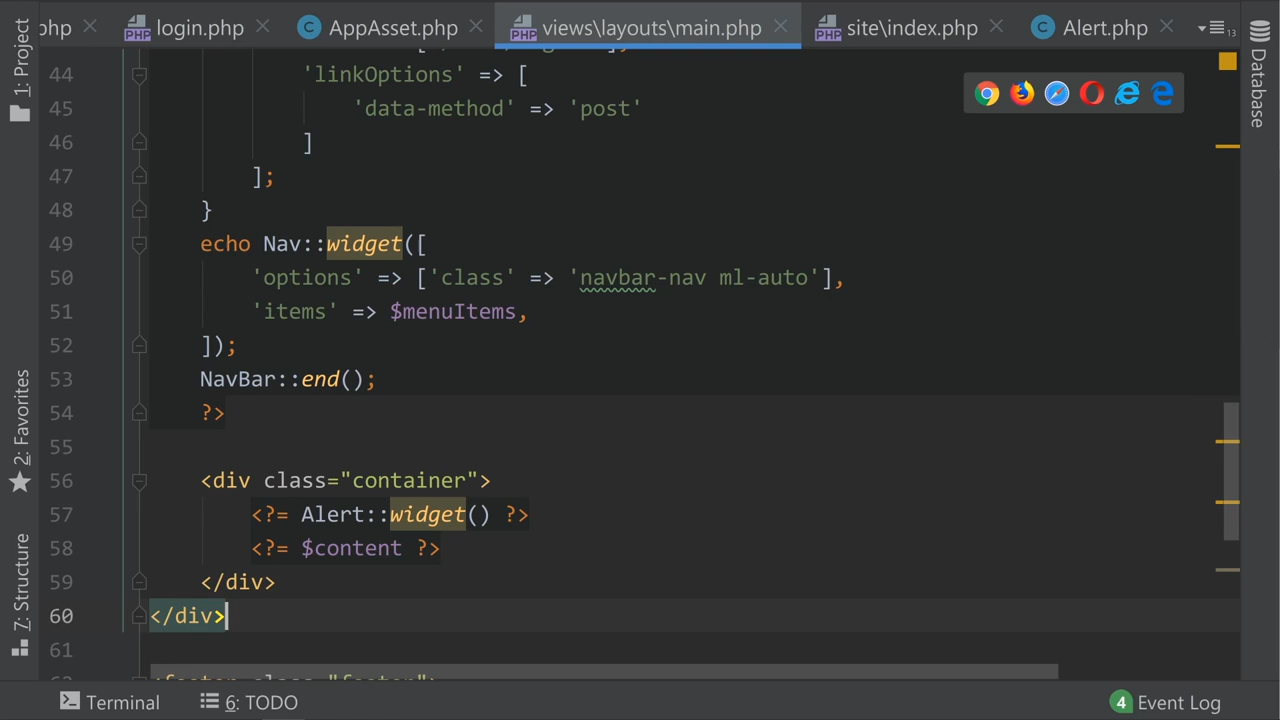 php
login.php
AppAsset.php
views\layouts\main.php
site\index.php
Alert.php
13
1: Project
2: Favorites
7: Structure
Database
44 'linkOptions' => [
45 'data-method' => 'post'
46 ]
47 ];
48 }
49 echo Nav::widget([
50 'options' => ['class' => 'navbar-nav ml-auto'],
51 'items' => $menuItems,
52 ]);
53 NavBar::end();
54 ?>
55
56 <div class="container">
57 <?= Alert::widget() ?>
58 <?= $content ?>
59 </div>
60 </div>
61
Terminal
6: TODO
4 Event Log